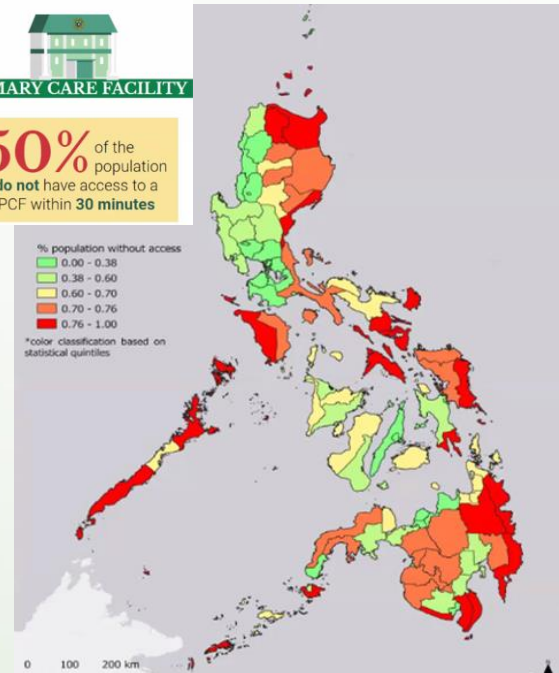 MARY CARE FACILITY
50% of the
population
do not have access to a
PCF within 30 minutes
% population without access
0.00 - 0.38
0.38 - 0.60
0.60 - 0.70
0.70 - 0.76
0.76 - 1.00
*color classification based on
statistical quintiles
0 100 200 km